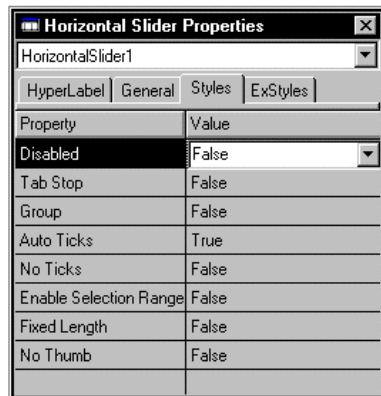 Horizontal Slider Properties
HorizontalSlider1
HyperLabel General Styles ExStyles
Property Value
Disabled False
Tab Stop False
Group False
Auto Ticks True
No Ticks False
Enable Selection Range False
Fixed Length False
No Thumb False